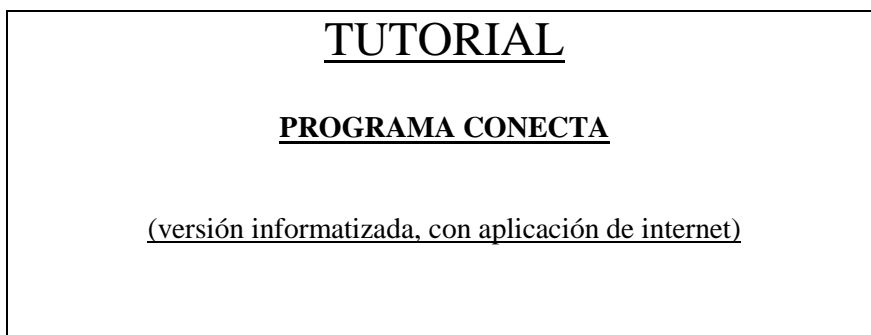 TUTORIAL
PROGRAMA CONECTA
(versión informatizada, con aplicación de internet)